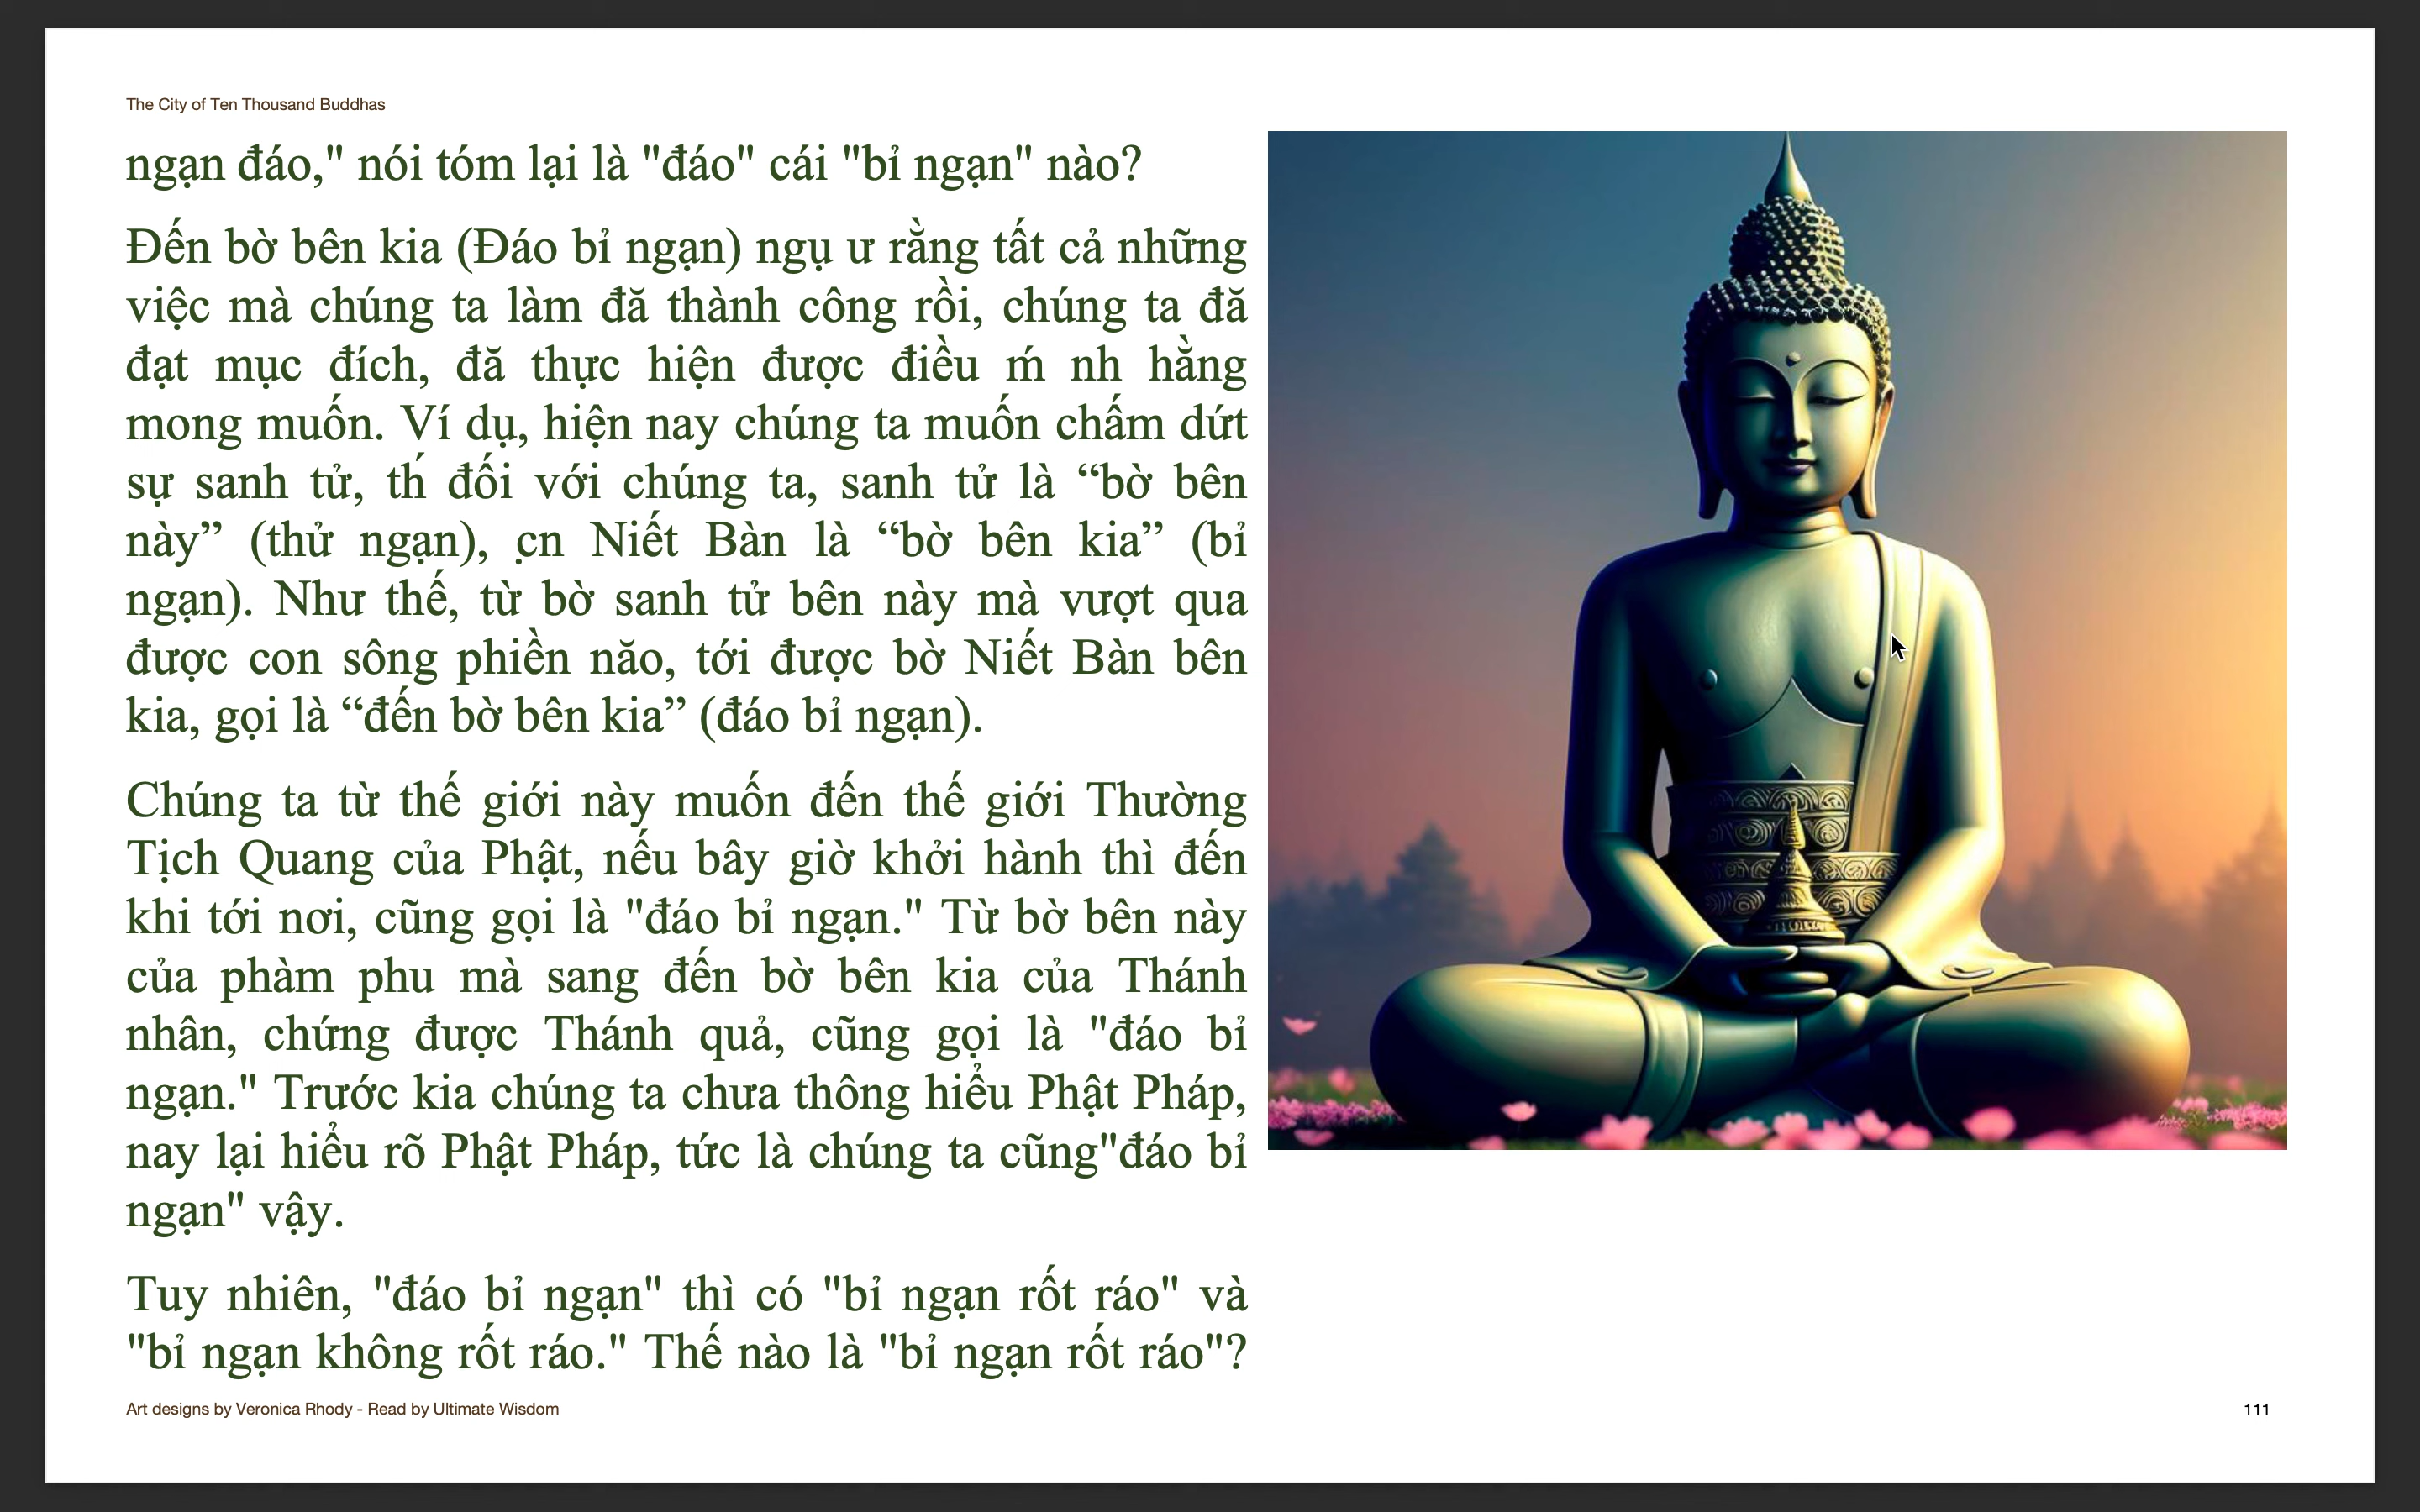 The City of Ten Thousand Buddhas
ngạn đáo," nói tóm lại là "đáo" cái "bỉ ngạn" nào?
Đến bờ bên kia (Đáo bỉ ngạn) ngụ ư rằng tất cả những
việc mà chúng ta làm đă thành công rồi, chúng ta đă
đạt mục đích, đă thực hiện được điều ḿ nh hằng
mong muốn. Ví dụ, hiện nay chúng ta muốn chấm dứt
sự sanh tử, th́ đối với chúng ta, sanh tử là “bờ bên
này” (thử ngạn), c̣n Niết Bàn là “bờ bên kia” (bỉ
ngạn). Như thế, từ bờ sanh tử bên này mà vượt qua
được con sông phiền năo, tới được bờ Niết Bàn bên
kia, gọi là “đến bờ bên kia” (đáo bỉ ngạn).
Chúng ta từ thế giới này muốn đến thế giới Thường
Tịch Quang của Phật, nếu bây giờ khởi hành thì đến
khi tới nơi, cũng gọi là "đáo bỉ ngạn." Từ bờ bên này
của phàm phu mà sang đến bờ bên kia của Thánh
nhân, chứng được Thánh quả, cũng gọi là "đáo bỉ
ngạn." Trước kia chúng ta chưa thông hiểu Phật Pháp,
nay lại hiểu rõ Phật Pháp, tức là chúng ta cũng"đáo bỉ
ngạn" vậy.
Tuy nhiên, "đáo bỉ ngạn" thì có "bỉ ngạn rốt ráo" và
"bỉ ngạn không rốt ráo." Thế nào là "bỉ ngạn rốt ráo"?
Art designs by Veronica Rhody - Read by Ultimate Wisdom
111